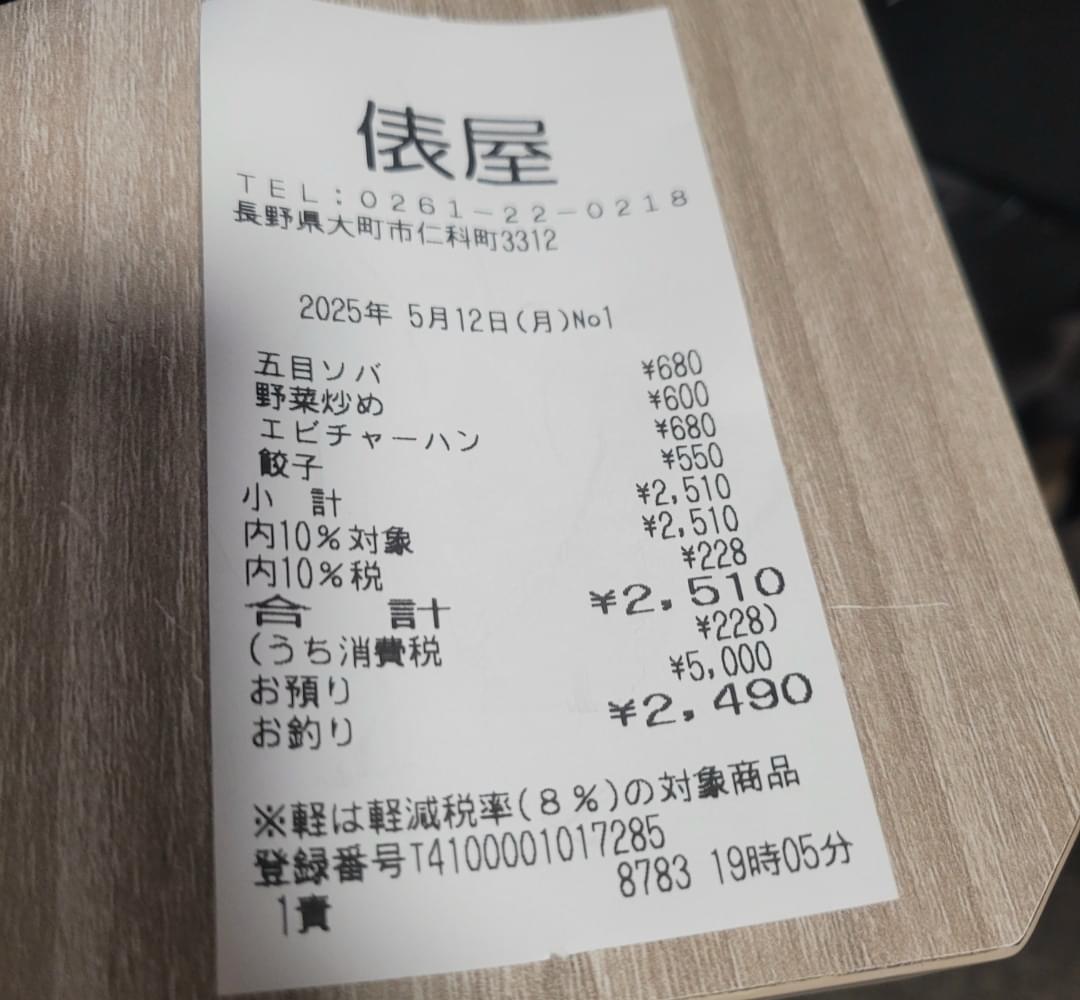 俵屋
TEL:0261-22-0218
長野県大町市仁科町3312
2025年 5月12日(月)No1
五目ソバ ¥680
野菜炒め ¥600
エビチャーハン ¥680
餃子 ¥550
小 計 ¥2,510
内10%対象 ¥2,510
内10%税 ¥228
合 計 ¥2,510
(うち消費税 ¥228)
お預り ¥5,000
お釣り ¥2,490
※軽は軽減税率(8%)の対象商品
登録番号T4100001017285
1責 8783 19時05分